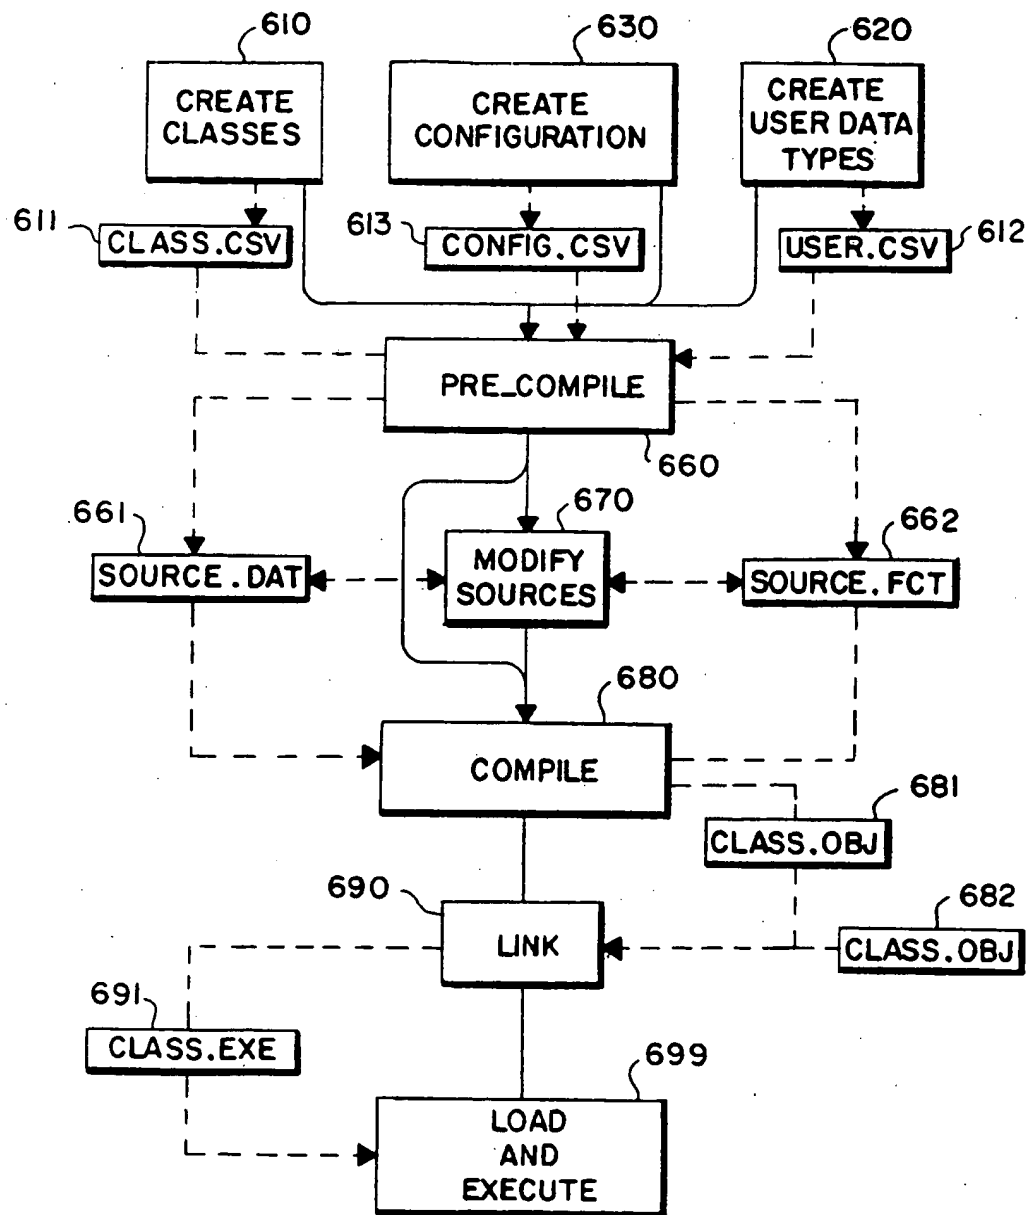 610
630
620
CREATE
CLASSES
CREATE
CONFIGURATION
CREATE
USER DATA
TYPES
611
CLASS.CSV
613
CONFIG.CSV
USER.CSV
612
PRE_COMPILE
660
661
670
662
SOURCE.DAT
MODIFY
SOURCES
SOURCE.FCT
680
COMPILE
681
CLASS.OBJ
690
682
LINK
CLASS.OBJ
691
CLASS.EXE
699
LOAD
AND
EXECUTE